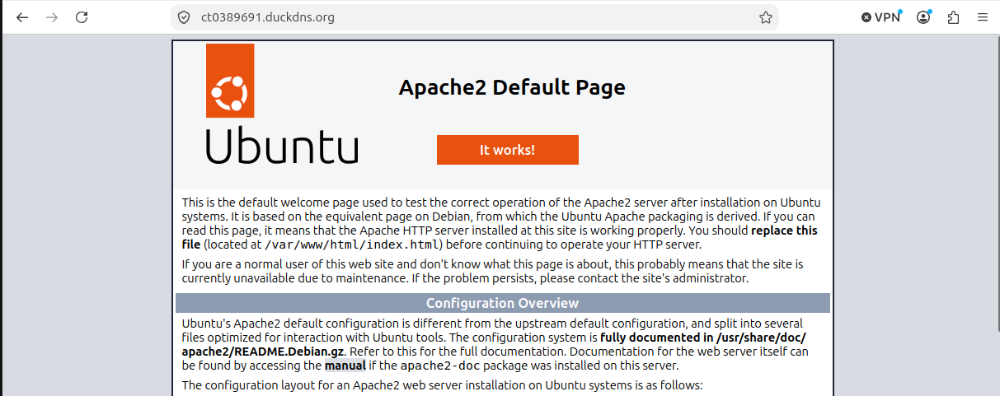 ct0389691.duckdns.org
VPN
Apache2 Default Page
Ubuntu
It works!
This is the default welcome page used to test the correct operation of the Apache2 server after installation on Ubuntu
systems. It is based on the equivalent page on Debian, from which the Ubuntu Apache packaging is derived. If you can
read this page, it means that the Apache HTTP server installed at this site is working properly. You should replace this
file (located at /var/www/html/index.html) before continuing to operate your HTTP server.
If you are a normal user of this web site and don't know what this page is about, this probably means that the site is
currently unavailable due to maintenance. If the problem persists, please contact the site's administrator.
Configuration Overview
Ubuntu's Apache2 default configuration is different from the upstream default configuration, and split into several
files optimized for interaction with Ubuntu tools. The configuration system is fully documented in /usr/share/doc/
apache2/README.Debian.gz. Refer to this for the full documentation. Documentation for the web server itself can
be found by accessing the manual if the apache2-doc package was installed on this server.
The configuration layout for an Apache2 web server installation on Ubuntu systems is as follows: